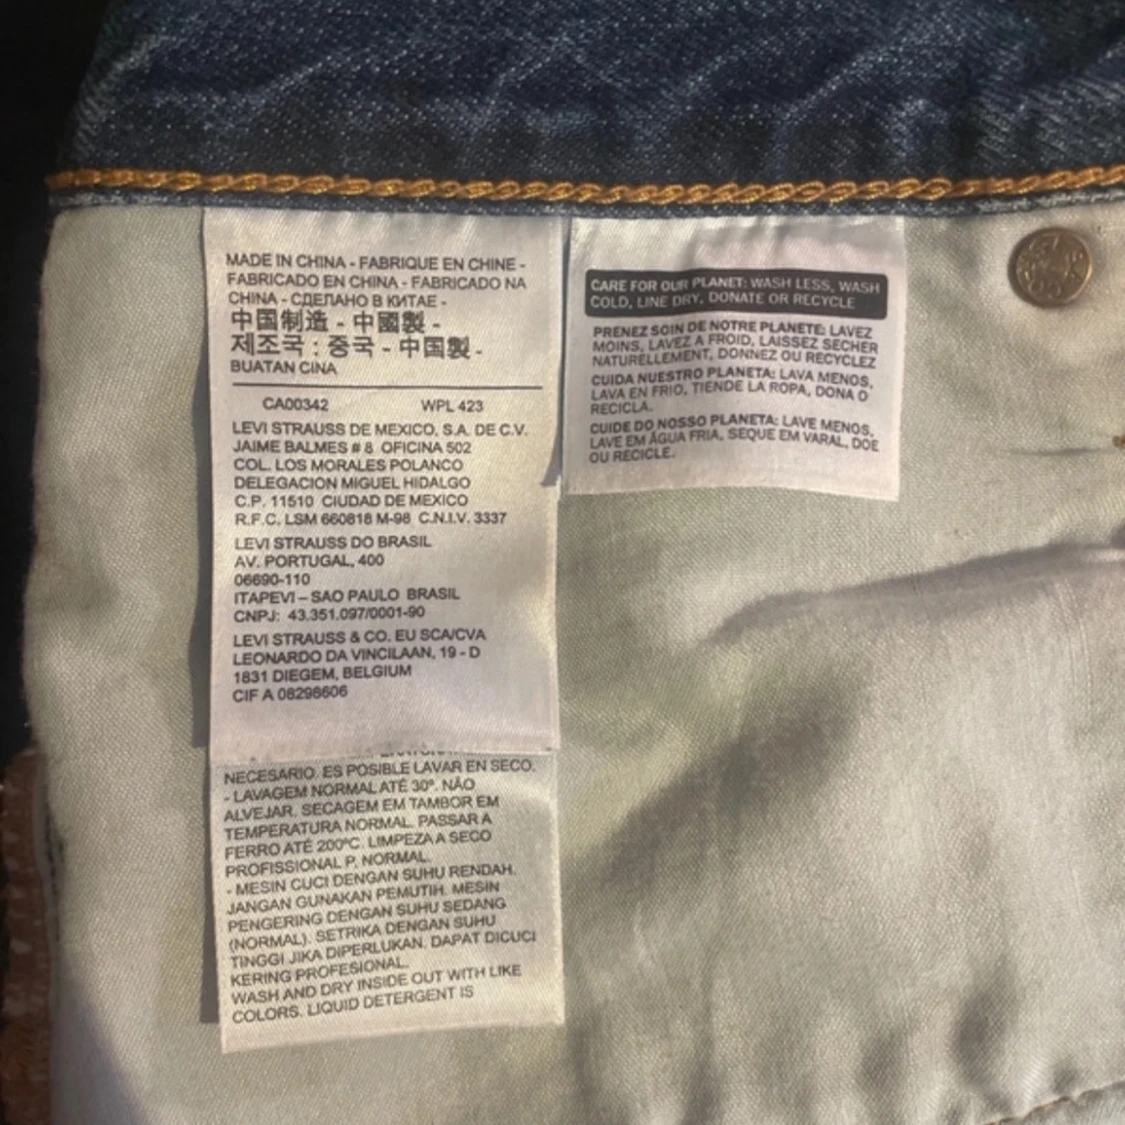 MADE IN CHINA - FABRIQUE EN CHINE -
FABRICADO EN CHINA - FABRICADO NA
CHINA - СДЕЛАНО В КИТАЕ -
中国制造 - 中國製 -
제조국 : 중국 - 中国製 -
BUATAN CINA
CA00342 WPL 423
LEVI STRAUSS DE MEXICO, S.A. DE C.V.
JAIME BALMES # 8 OFICINA 502
COL. LOS MORALES POLANCO
DELEGACION MIGUEL HIDALGO
C.P. 11510 CIUDAD DE MEXICO
R.F.C. LSM 660818 M-98 C.N.I.V. 3337
LEVI STRAUSS DO BRASIL
AV. PORTUGAL, 400
06690-110
ITAPEVI – SAO PAULO BRASIL
CNPJ: 43.351.097/0001-90
LEVI STRAUSS & CO. EU SCA/CVA
LEONARDO DA VINCILAAN, 19 - D
1831 DIEGEM, BELGIUM
CIF A 08298606
NECESARIO. ES POSIBLE LAVAR EN SECO.
- LAVAGEM NORMAL ATÉ 30°. NÃO
ALVEJAR. SECAGEM EM TAMBOR EM
TEMPERATURA NORMAL. PASSAR A
FERRO ATÉ 200°C. LIMPEZA A SECO
PROFISSIONAL P, NORMAL.
- MESIN CUCI DENGAN SUHU RENDAH.
JANGAN GUNAKAN PEMUTIH. MESIN
PENGERING DENGAN SUHU SEDANG
(NORMAL). SETRIKA DENGAN SUHU
TINGGI JIKA DIPERLUKAN. DAPAT DICUCI
KERING PROFESIONAL.
WASH AND DRY INSIDE OUT WITH LIKE
COLORS. LIQUID DETERGENT IS
CARE FOR OUR PLANET: WASH LESS, WASH
COLD, LINE DRY, DONATE OR RECYCLE
PRENEZ SOIN DE NOTRE PLANETE: LAVEZ
MOINS, LAVEZ A FROID, LAISSEZ SECHER
NATURELLEMENT, DONNEZ OU RECYCLEZ
CUIDA NUESTRO PLANETA: LAVA MENOS,
LAVA EN FRIO, TIENDE LA ROPA, DONA O
RECICLA.
CUIDE DO NOSSO PLANETA: LAVE MENOS,
LAVE EM ÁGUA FRIA, SEQUE EM VARAL, DOE
OU RECICLE.